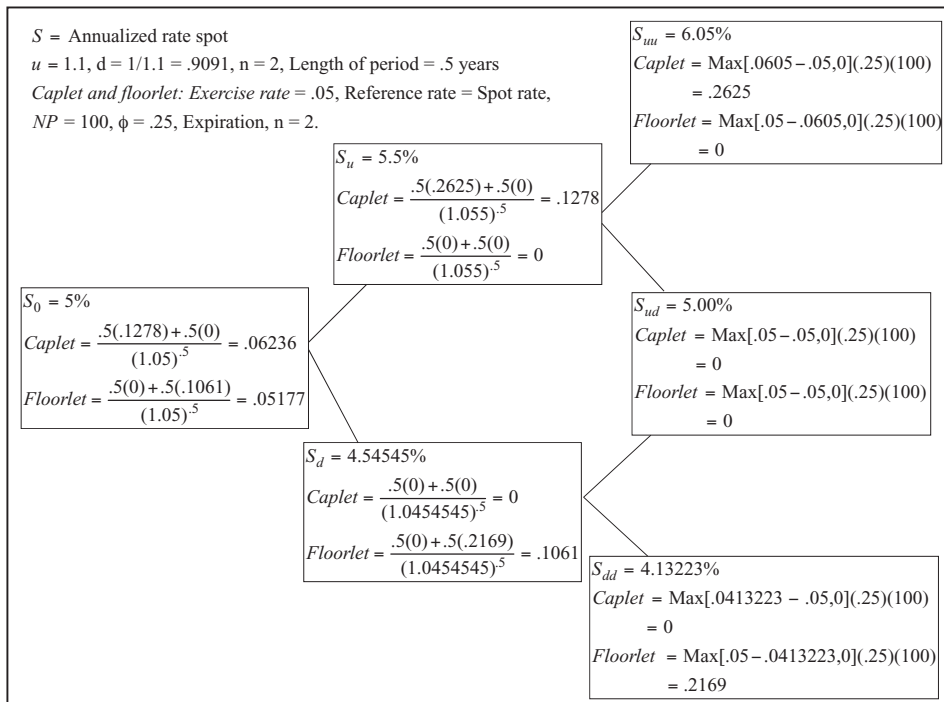 S = Annualized rate spot
u = 1.1, d = 1/1.1 = .9091, n = 2, Length of period = .5 years
Caplet and floorlet: Exercise rate = .05, Reference rate = Spot rate,
NP = 100, ϕ = .25, Expiration, n = 2.
S_uu = 6.05%
Caplet = Max[.0605 – .05,0](.25)(100)
= .2625
Floorlet = Max[.05 – .0605,0](.25)(100)
= 0
S_u = 5.5%
Caplet = .5(.2625) + .5(0) / (1.055)^.5 = .1278
Floorlet = .5(0) + .5(0) / (1.055)^.5 = 0
S_0 = 5%
Caplet = .5(.1278) + .5(0) / (1.05)^.5 = .06236
Floorlet = .5(0) + .5(.1061) / (1.05)^.5 = .05177
S_ud = 5.00%
Caplet = Max[.05 – .05,0](.25)(100)
= 0
Floorlet = Max[.05 – .05,0](.25)(100)
= 0
S_d = 4.54545%
Caplet = .5(0) + .5(0) / (1.0454545)^.5 = 0
Floorlet = .5(0) + .5(.2169) / (1.0454545)^.5 = .1061
S_dd = 4.13223%
Caplet = Max[.0413223 – .05,0](.25)(100)
= 0
Floorlet = Max[.05 – .0413223,0](.25)(100)
= .2169